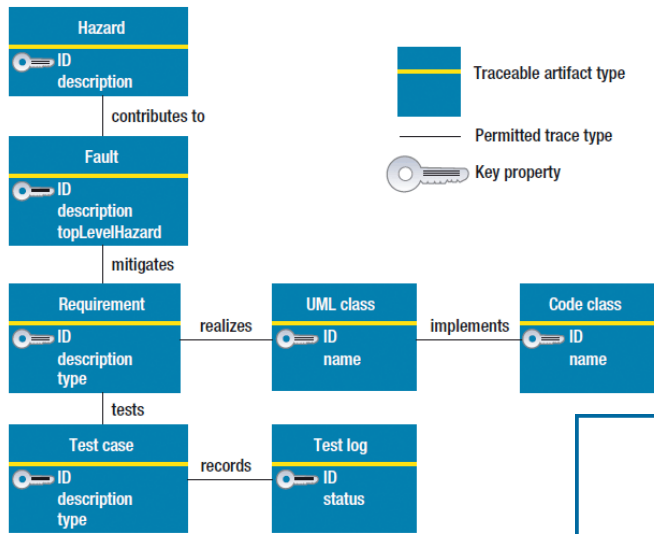 Hazard
ID
description
contributes to
Fault
ID
description
topLevelHazard
mitigates
Requirement
ID
description
type
realizes
UML class
ID
name
implements
Code class
ID
name
tests
Test case
ID
description
type
records
Test log
ID
status
Traceable artifact type
Permitted trace type
Key property